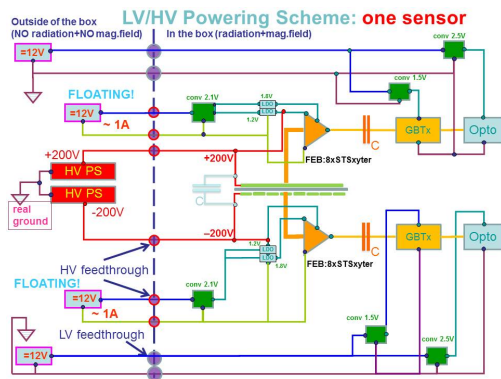 LV/HV Powering Scheme: one sensor
Outside of the box
(NO radiation+NO mag.field)
In the box (radiation+mag.field)
conv 2.5V
=12V
conv 1.5V
FLOATING!
conv 2.1V
1.8V
=12V
LDO
LDO
1.2V
~ 1A
C
GBTx
Opto
+200V
FEB:8xSTSxyter
HV PS
+200V
C
HV PS
real
ground
-200V
–200V
1.2V
LDO
LDO
1.8V
C
GBTx
Opto
HV feedthrough
FEB:8xSTSxyter
FLOATING!
conv 2.1V
=12V
~ 1A
conv 1.5V
LV feedthrough
conv 2.5V
=12V